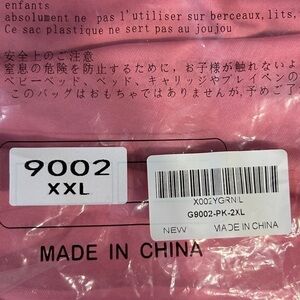 enfants
absolument ne pas l'utiliser sur berceaux, lits,
Ce sac plastique ne sert pas au joujou
安全上のご注意
窒息の危険を防止するために、お子様が触れないよ
ベビーベッド、ベッド、キャリッジやプレイペンの
このバッグはおもちゃではありませんが、予めご了
9002
XXL
X002YGRNIL
G9002-PK-2XL
NEW
MADE IN CHINA
MADE IN CHINA